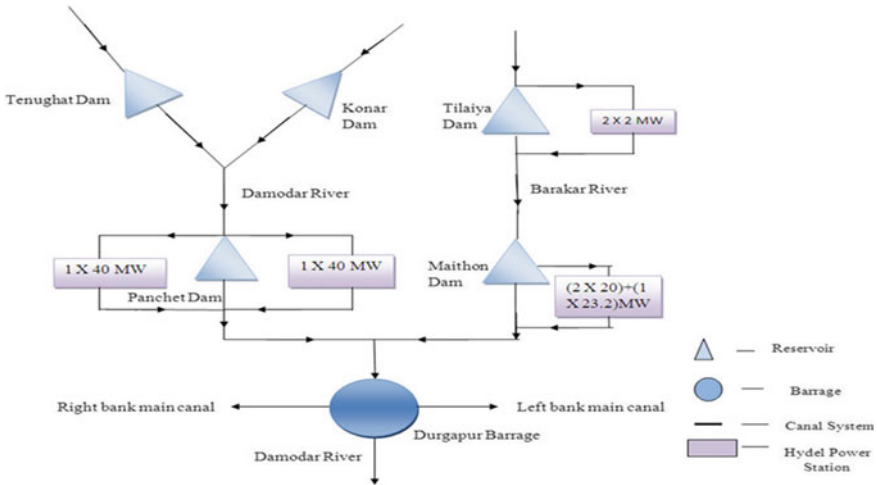 Tenughat Dam
Konar
Dam
Tilaiya
Dam
2 X 2 MW
Damodar River
Barakar River
1 X 40 MW
1 X 40 MW
Panchet Dam
Maithon
Dam
(2 X 20)+(1
X 23.2)MW
Reservoir
Barrage
Canal System
Hydel Power
Station
Right bank main canal
Left bank main canal
Durgapur Barrage
Damodar River